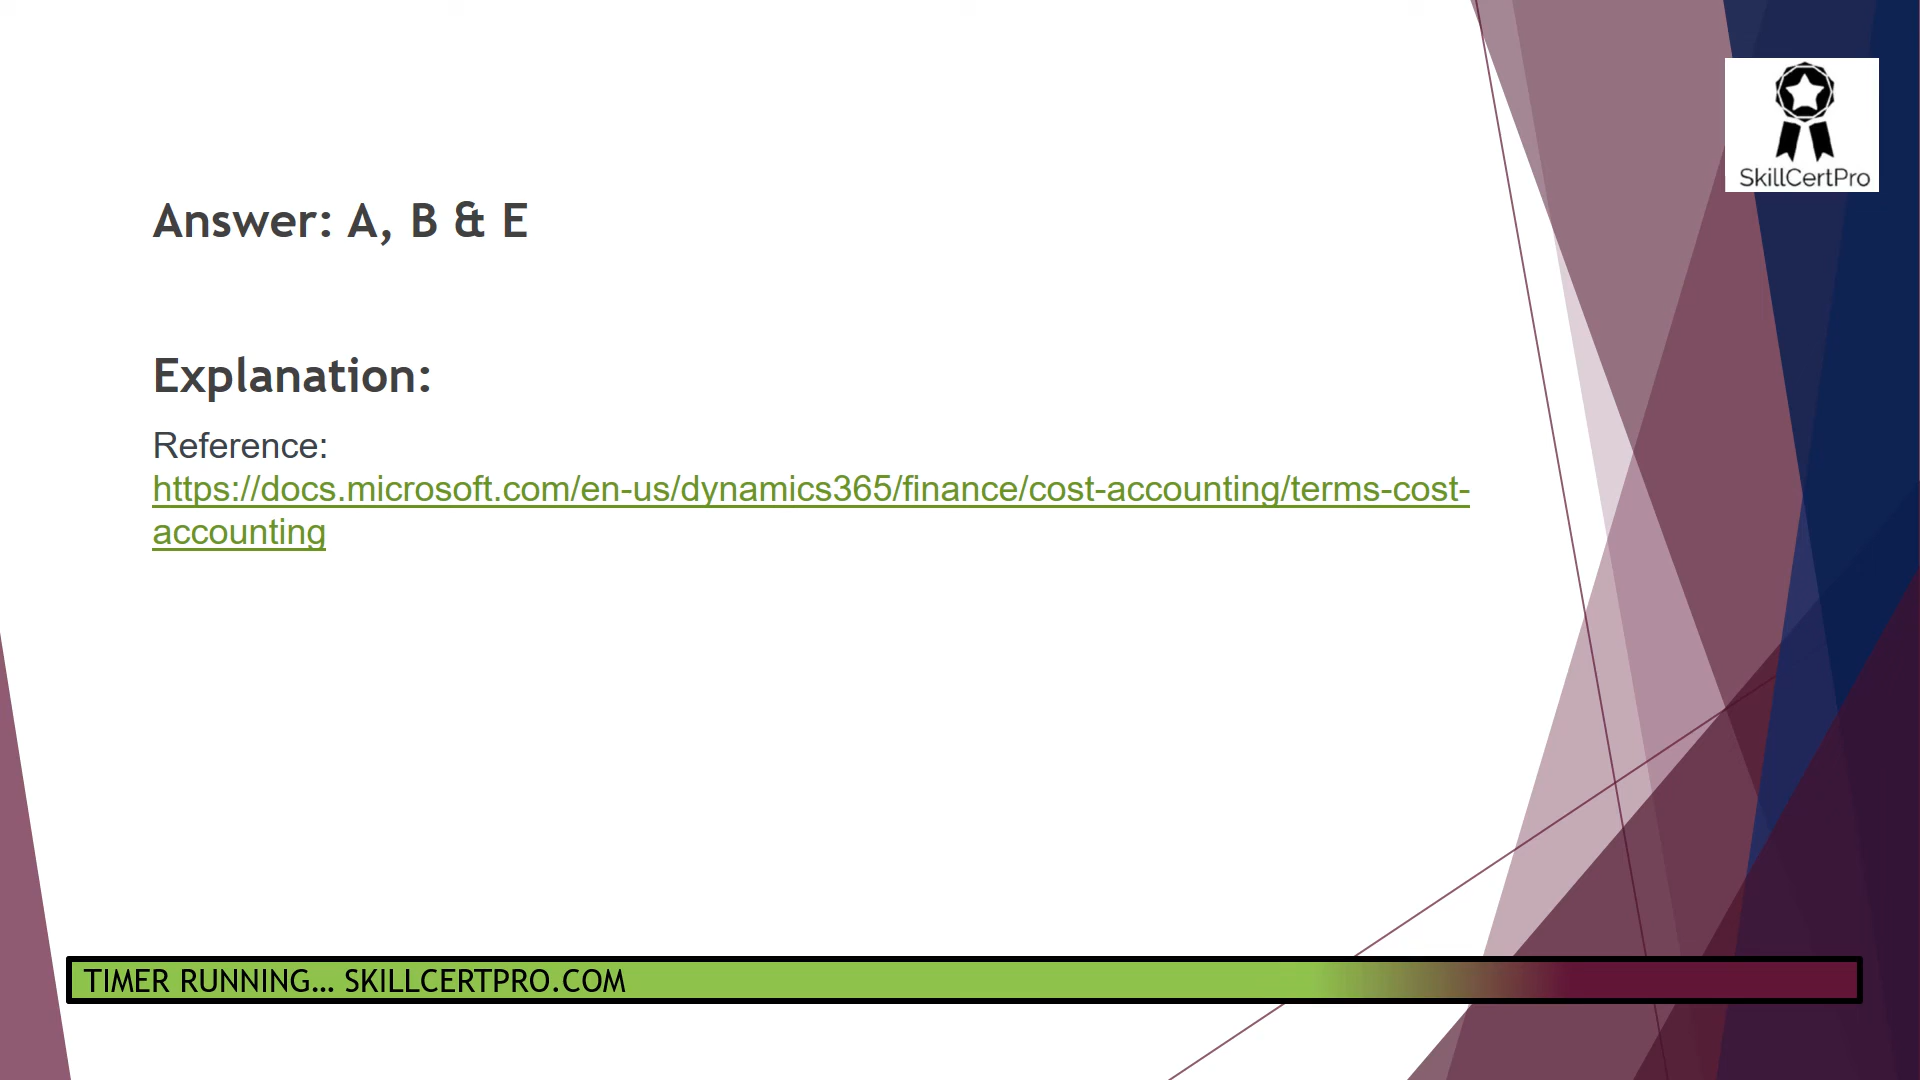 SkillCertPro
Answer: A, B & E
Explanation:
Reference:
https://docs.microsoft.com/en-us/dynamics365/finance/cost-accounting/terms-cost-
accounting
TIMER RUNNING... SKILLCERTPRO.COM